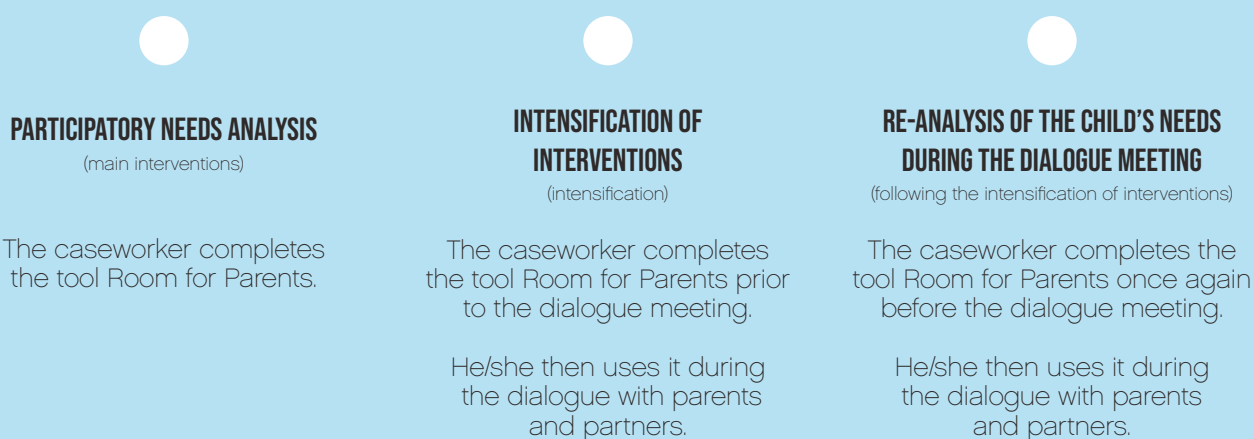 PARTICIPATORY NEEDS ANALYSIS
(main interventions)
The caseworker completes
the tool Room for Parents.
INTENSIFICATION OF
INTERVENTIONS
(intensification)
The caseworker completes
the tool Room for Parents prior
to the dialogue meeting.
He/she then uses it during
the dialogue with parents
and partners.
RE-ANALYSIS OF THE CHILD'S NEEDS
DURING THE DIALOGUE MEETING
(following the intensification of interventions)
The caseworker completes the
tool Room for Parents once again
before the dialogue meeting.
He/she then uses it during
the dialogue with parents
and partners.